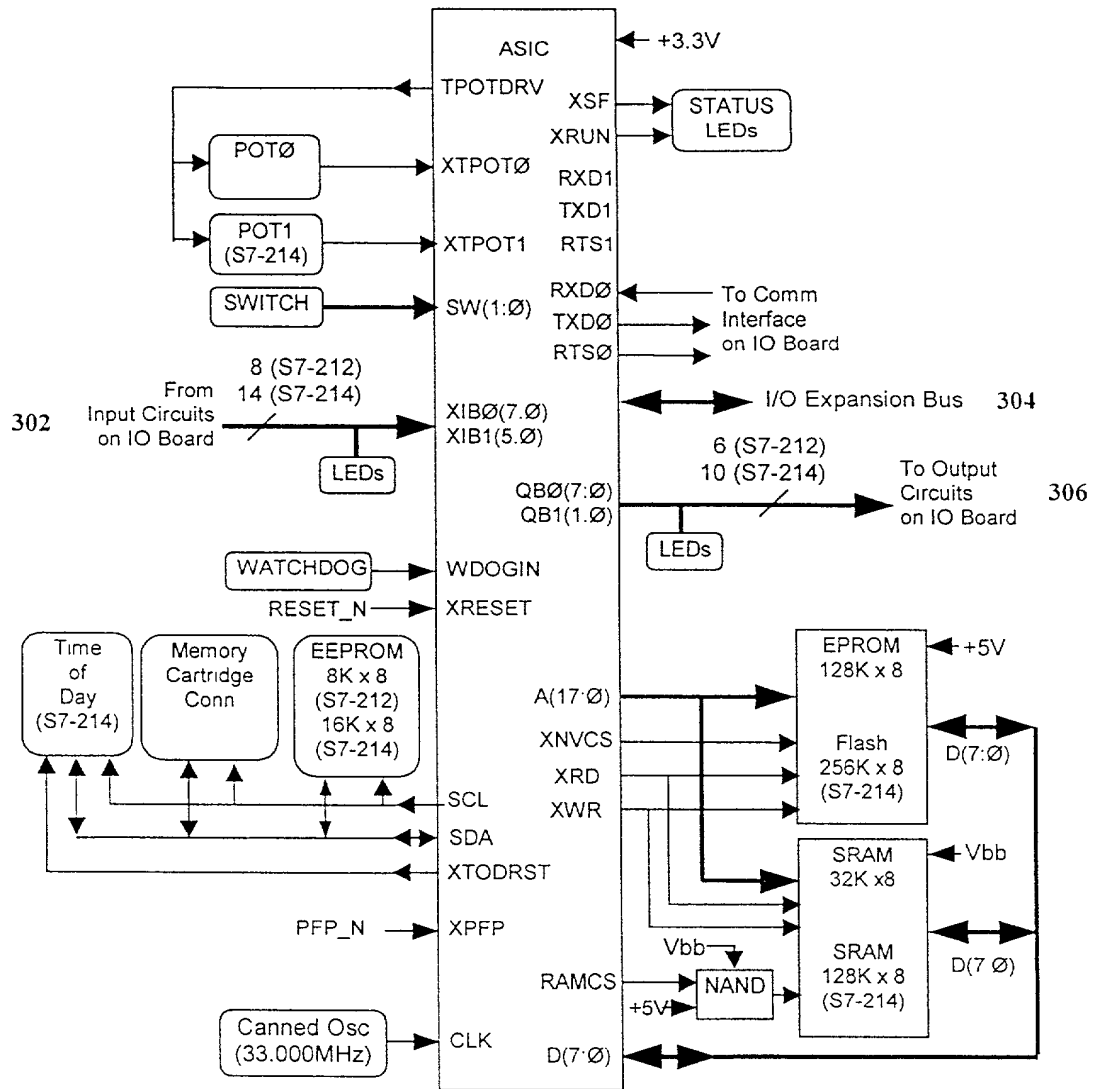 ASIC
+3.3V
TPOTDRV
XSF
XRUN
STATUS
LEDs
POTØ
XTPOTØ
RXD1
TXD1
RTS1
POT1
(S7-214)
XTPOT1
SWITCH
SW(1:Ø)
RXDØ
TXDØ
RTSØ
To Comm
Interface
on IO Board
8 (S7-212)
14 (S7-214)
302
From
Input Circuits
on IO Board
XIBØ(7.Ø)
XIB1(5.Ø)
LEDs
I/O Expansion Bus
304
6 (S7-212)
10 (S7-214)
QBØ(7:Ø)
QB1(1.Ø)
LEDs
To Output
Circuits
on IO Board
306
WATCHDOG
WDOGIN
RESET_N
XRESET
Time
of
Day
(S7-214)
Memory
Cartridge
Conn
EEPROM
8K x 8
(S7-212)
16K x 8
(S7-214)
SCL
SDA
XTODRST
PFP_N
XPFP
Canned Osc
(33.000MHz)
CLK
A(17:Ø)
XNVCS
XRD
XWR
EPROM
128K x 8
Flash
256K x 8
(S7-214)
+5V
D(7:Ø)
SRAM
32K x8
SRAM
128K x 8
(S7-214)
Vbb
D(7 Ø)
Vbb
RAMCS
NAND
+5V
D(7:Ø)